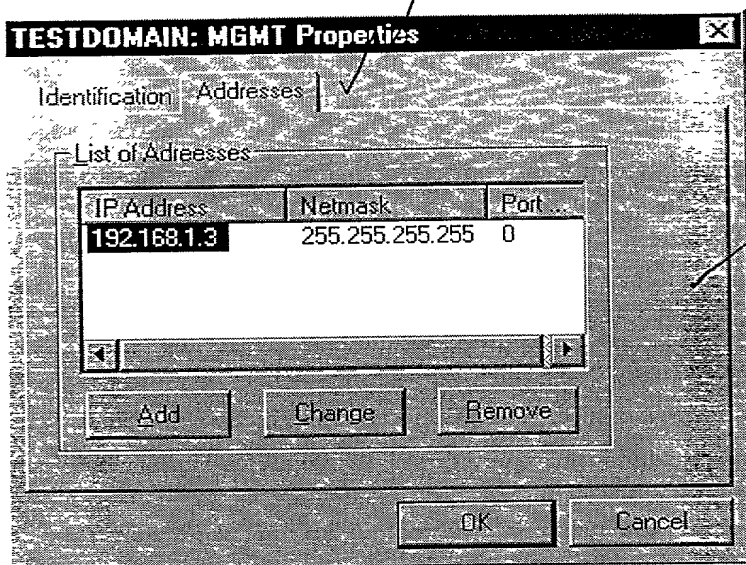 TESTDOMAIN: MGMT Properties
Identification Addresses
List of Adreesses
IP Address Netmask Port ...
192.168.1.3 255.255.255.255 0
Add Change Remove
OK Cancel